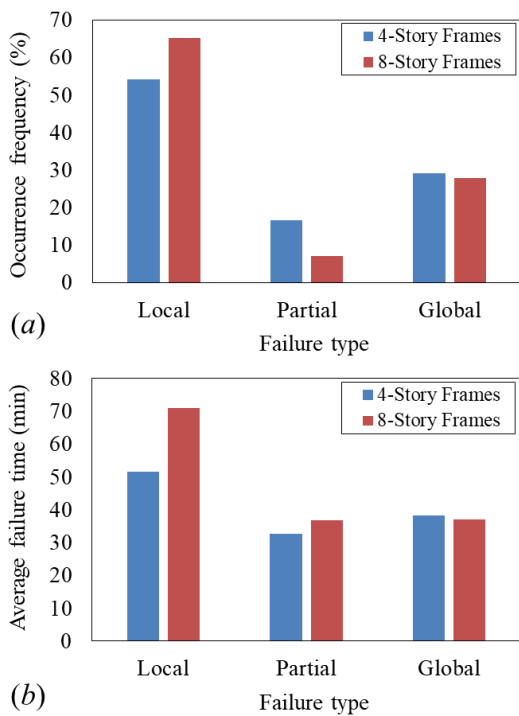 Occurrence frequency (%)
70
60
50
40
30
20
10
0
4-Story Frames
8-Story Frames
Local Partial Global
Failure type
(a)
Average failure time (min)
80
70
60
50
40
30
20
10
0
4-Story Frames
8-Story Frames
Local Partial Global
Failure type
(b)